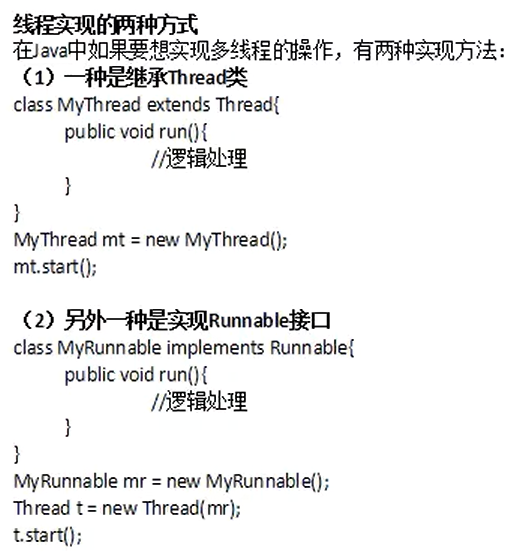 线程实现的两种方式
在Java中如果要想实现多线程的操作，有两种实现方法：
（1）一种是继承Thread类
class MyThread extends Thread{
public void run(){
//逻辑处理
}
}
MyThread mt = new MyThread();
mt.start();
（2）另外一种是实现Runnable接口
class MyRunnable implements Runnable{
public void run(){
//逻辑处理
}
}
MyRunnable mr = new MyRunnable();
Thread t = new Thread(mr);
t.start();